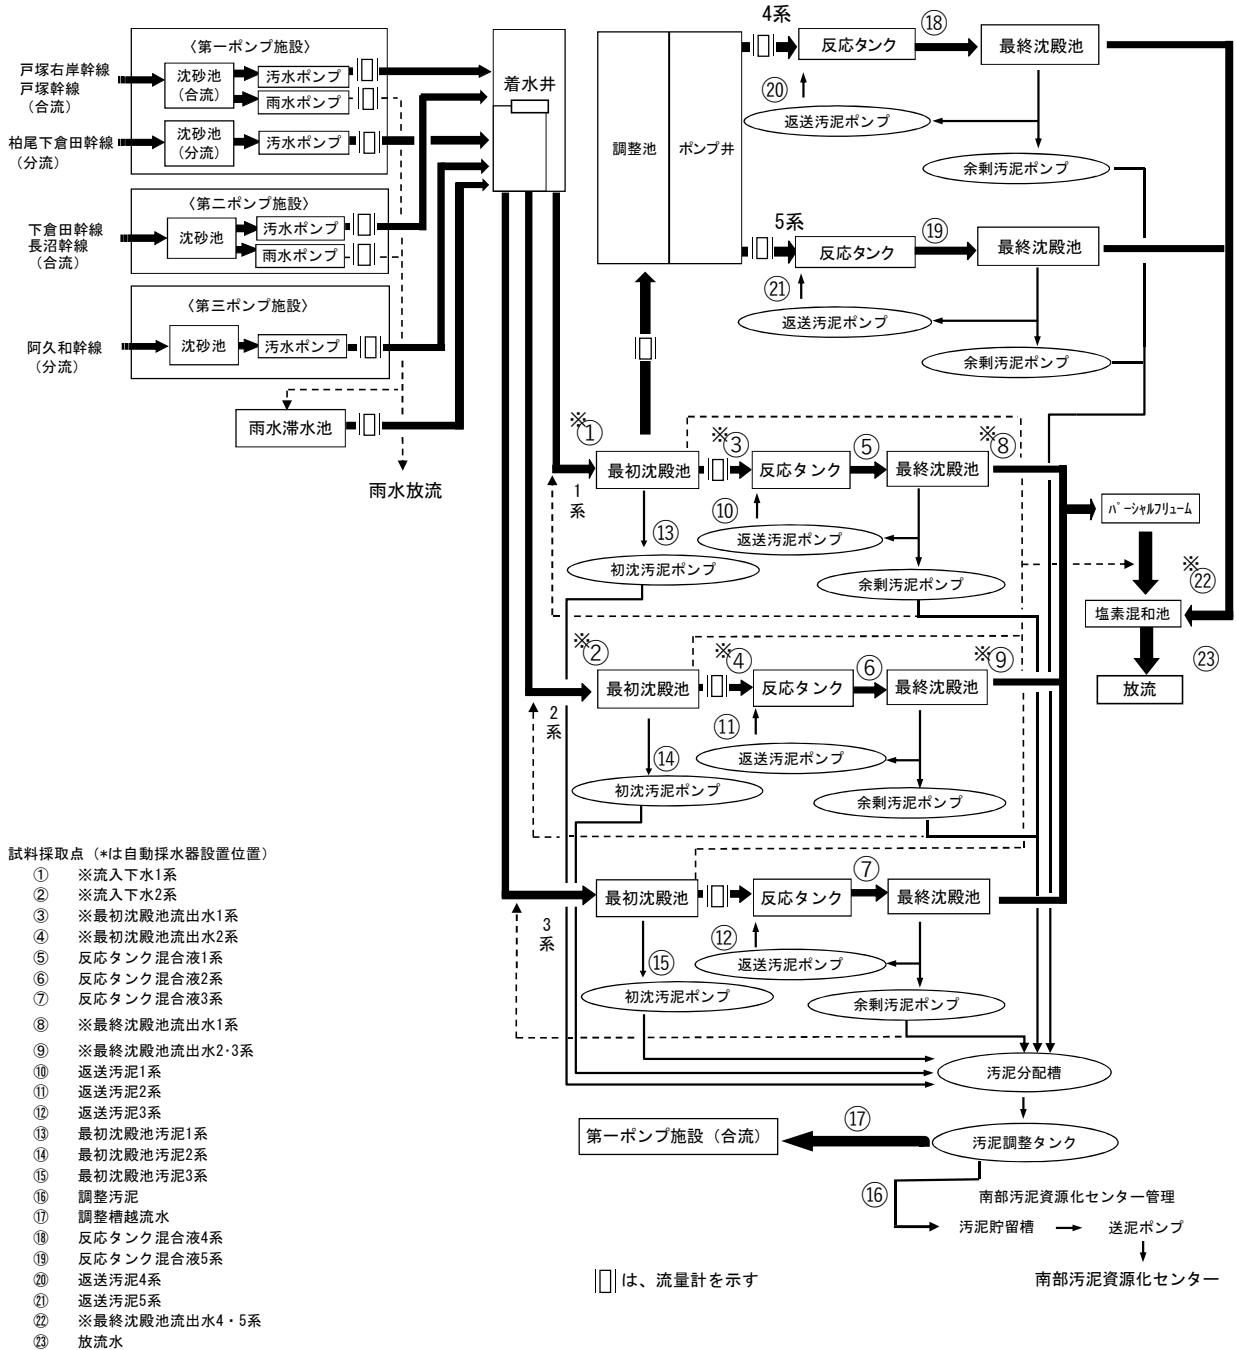 〈第一ポンプ施設〉
戸塚右岸幹線
戸塚幹線
（合流）
沈砂池
（合流）
汚水ポンプ
雨水ポンプ
柏尾下倉田幹線
（分流）
沈砂池
（分流）
汚水ポンプ
〈第二ポンプ施設〉
下倉田幹線
長沼幹線
（合流）
沈砂池
汚水ポンプ
雨水ポンプ
〈第三ポンプ施設〉
阿久和幹線
（分流）
沈砂池
汚水ポンプ
雨水滞水池
雨水放流
着水井
調整池
ポンプ井
4系
反応タンク
⑱
最終沈殿池
⑳
返送汚泥ポンプ
余剰汚泥ポンプ
5系
反応タンク
⑲
最終沈殿池
㉑
返送汚泥ポンプ
余剰汚泥ポンプ
※①
1系
最初沈殿池
※③
反応タンク
⑤
最終沈殿池
※⑧
⑩
返送汚泥ポンプ
⑬
初沈汚泥ポンプ
余剰汚泥ポンプ
パーシャルフリューム
※㉒
塩素混和池
㉓
放流
※②
2系
最初沈殿池
※④
反応タンク
⑥
最終沈殿池
※⑨
⑪
返送汚泥ポンプ
⑭
初沈汚泥ポンプ
余剰汚泥ポンプ
3系
最初沈殿池
反応タンク
⑦
最終沈殿池
⑫
返送汚泥ポンプ
⑮
初沈汚泥ポンプ
余剰汚泥ポンプ
汚泥分配槽
第一ポンプ施設（合流）
⑰
汚泥調整タンク
⑯
南部汚泥資源化センター管理
汚泥貯留槽
送泥ポンプ
南部汚泥資源化センター
は、流量計を示す
試料採取点（*は自動採水器設置位置）
① ※流入下水1系
② ※流入下水2系
③ ※最初沈殿池流出水1系
④ ※最初沈殿池流出水2系
⑤ 反応タンク混合液1系
⑥ 反応タンク混合液2系
⑦ 反応タンク混合液3系
⑧ ※最終沈殿池流出水1系
⑨ ※最終沈殿池流出水2･3系
⑩ 返送汚泥1系
⑪ 返送汚泥2系
⑫ 返送汚泥3系
⑬ 最初沈殿池汚泥1系
⑭ 最初沈殿池汚泥2系
⑮ 最初沈殿池汚泥3系
⑯ 調整汚泥
⑰ 調整槽越流水
⑱ 反応タンク混合液4系
⑲ 反応タンク混合液5系
⑳ 返送汚泥4系
㉑ 返送汚泥5系
㉒ ※最終沈殿池流出水4・5系
㉓ 放流水